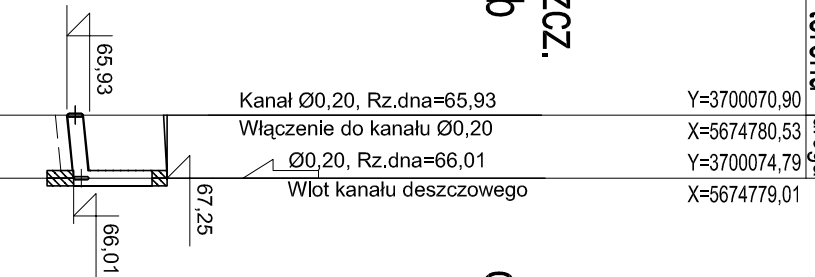 zcz.
b
65,93
Kanał Ø0,20, Rz.dna=65,93
Y=3700070,90
Włączenie do kanału Ø0,20
X=5674780,53
Ø0,20, Rz.dna=66,01
Y=3700074,79
Wlot kanału deszczowego
X=5674779,01
67,25
66,01